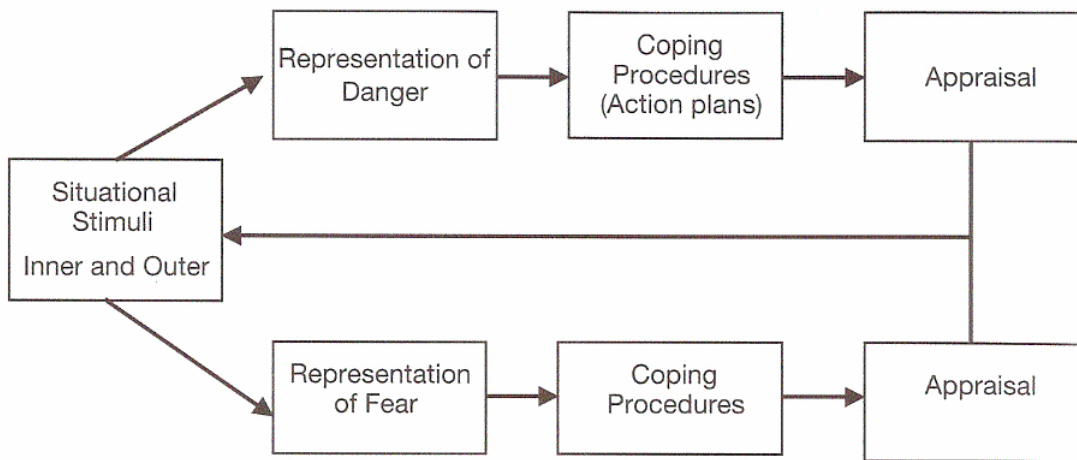 Representation of
Danger
Coping
Procedures
(Action plans)
Appraisal
Situational
Stimuli
Inner and Outer
Representation
of Fear
Coping
Procedures
Appraisal